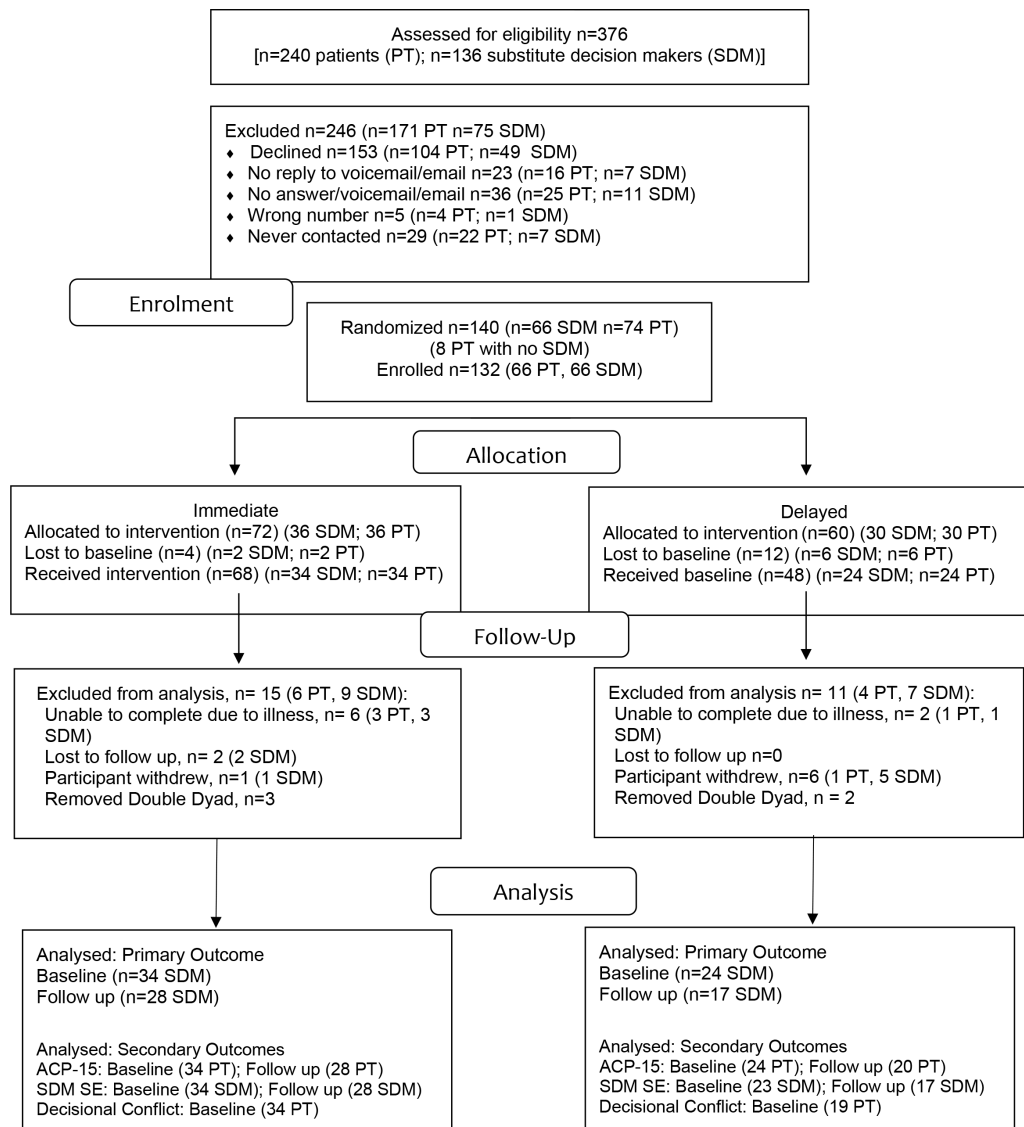 Assessed for eligibility n=376
[n=240 patients (PT); n=136 substitute decision makers (SDM)]
Excluded n=246 (n=171 PT n=75 SDM)
♦ Declined n=153 (n=104 PT; n=49 SDM)
♦ No reply to voicemail/email n=23 (n=16 PT; n=7 SDM)
♦ No answer/voicemail/email n=36 (n=25 PT; n=11 SDM)
♦ Wrong number n=5 (n=4 PT; n=1 SDM)
♦ Never contacted n=29 (n=22 PT; n=7 SDM)
Enrolment
Randomized n=140 (n=66 SDM n=74 PT)
(8 PT with no SDM)
Enrolled n=132 (66 PT, 66 SDM)
Allocation
Immediate
Allocated to intervention (n=72) (36 SDM; 36 PT)
Lost to baseline (n=4) (n=2 SDM; n=2 PT)
Received intervention (n=68) (n=34 SDM; n=34 PT)
Delayed
Allocated to intervention (n=60) (30 SDM; 30 PT)
Lost to baseline (n=12) (n=6 SDM; n=6 PT)
Received baseline (n=48) (n=24 SDM; n=24 PT)
Follow-Up
Excluded from analysis, n= 15 (6 PT, 9 SDM):
Unable to complete due to illness, n= 6 (3 PT, 3
SDM)
Lost to follow up, n= 2 (2 SDM)
Participant withdrew, n=1 (1 SDM)
Removed Double Dyad, n=3
Excluded from analysis n= 11 (4 PT, 7 SDM):
Unable to complete due to illness, n= 2 (1 PT, 1
SDM)
Lost to follow up n=0
Participant withdrew, n=6 (1 PT, 5 SDM)
Removed Double Dyad, n = 2
Analysis
Analysed: Primary Outcome
Baseline (n=34 SDM)
Follow up (n=28 SDM)
Analysed: Secondary Outcomes
ACP-15: Baseline (34 PT); Follow up (28 PT)
SDM SE: Baseline (34 SDM); Follow up (28 SDM)
Decisional Conflict: Baseline (34 PT)
Analysed: Primary Outcome
Baseline (n=24 SDM)
Follow up (n=17 SDM)
Analysed: Secondary Outcomes
ACP-15: Baseline (24 PT); Follow up (20 PT)
SDM SE: Baseline (23 SDM); Follow up (17 SDM)
Decisional Conflict: Baseline (19 PT)